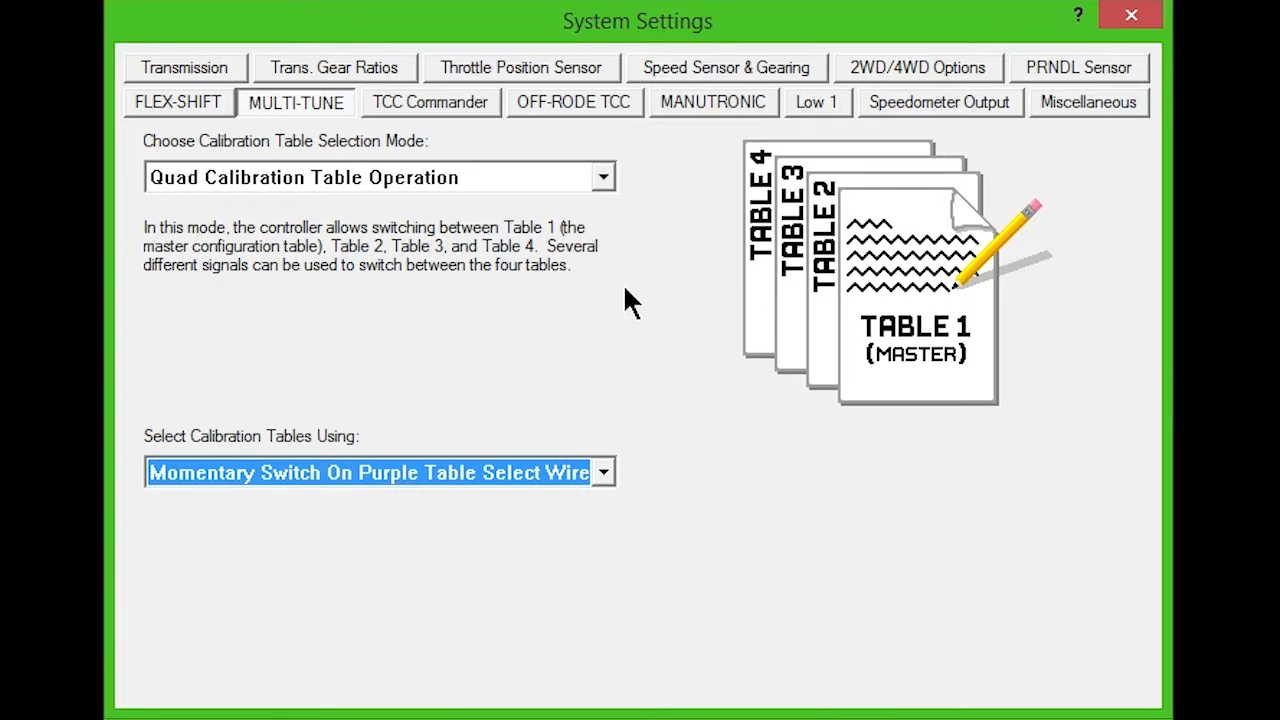 System Settings
?
Transmission
Trans. Gear Ratios
Throttle Position Sensor
Speed Sensor & Gearing
2WD/4WD Options
PRNDL Sensor
FLEX-SHIFT
MULTI-TUNE
TCC Commander
OFF-RODE TCC
MANUTRONIC
Low 1
Speedometer Output
Miscellaneous
Choose Calibration Table Selection Mode:
Quad Calibration Table Operation
In this mode, the controller allows switching between Table 1 (the
master configuration table), Table 2, Table 3, and Table 4.  Several
different signals can be used to switch between the four tables.
TABLE 4
TABLE 3
TABLE 2
TABLE 1
(MASTER)
Select Calibration Tables Using:
Momentary Switch On Purple Table Select Wire